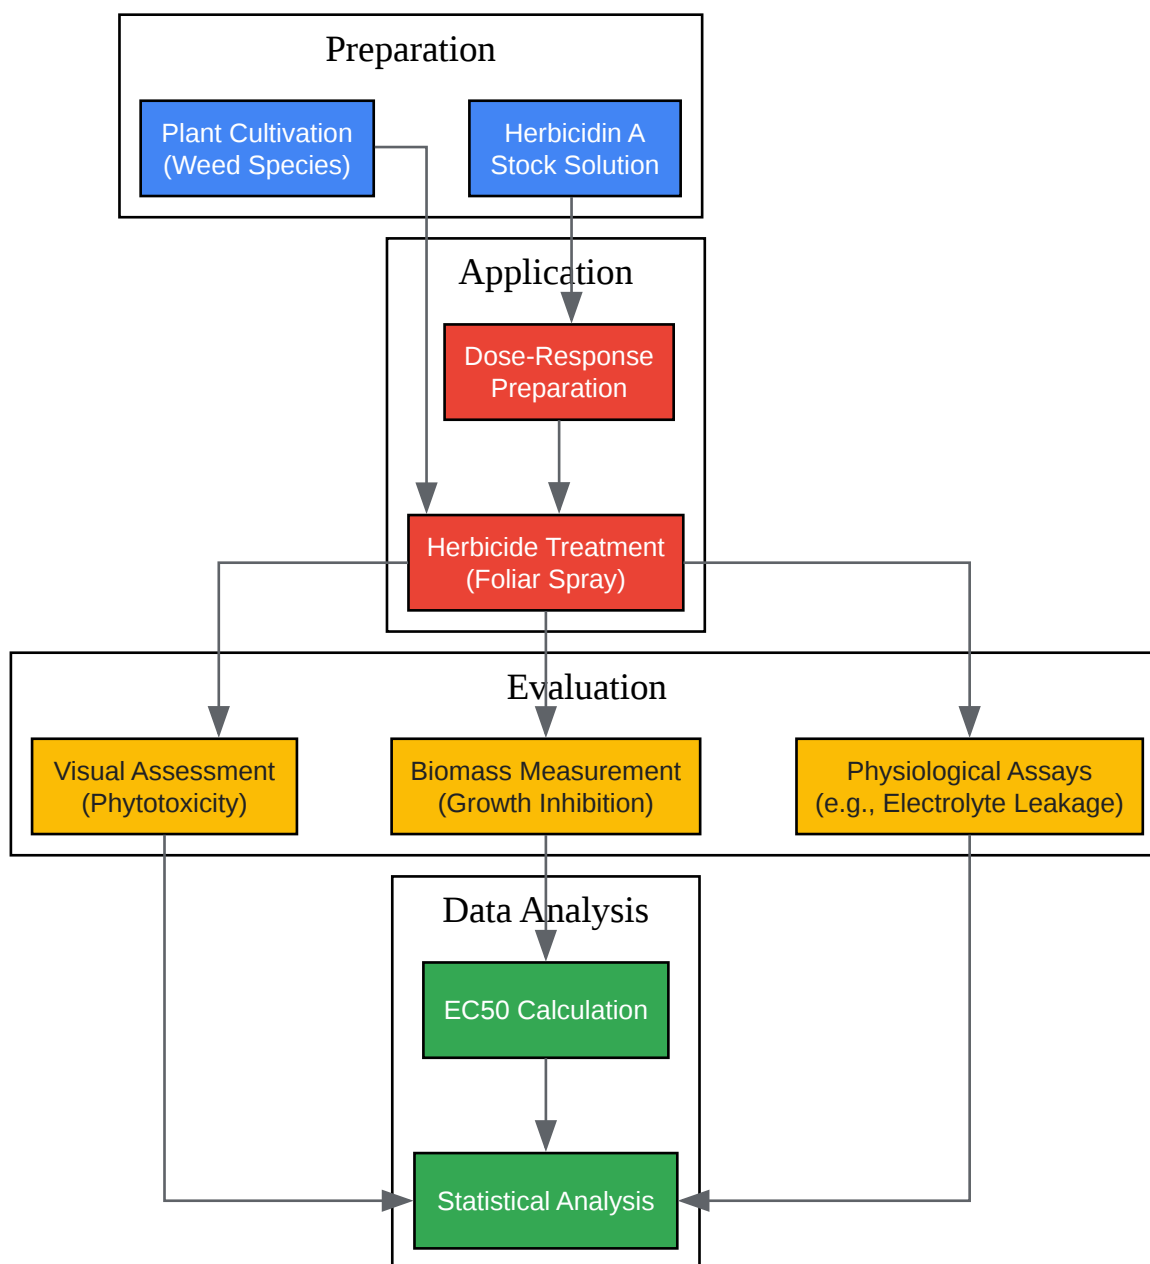 Preparation
Plant Cultivation
(Weed Species)
Herbicidin A
Stock Solution
Application
Dose-Response
Preparation
Herbicide Treatment
(Foliar Spray)
Evaluation
Visual Assessment
(Phytotoxicity)
Biomass Measurement
(Growth Inhibition)
Physiological Assays
(e.g., Electrolyte Leakage)
Data Analysis
EC50 Calculation
Statistical Analysis